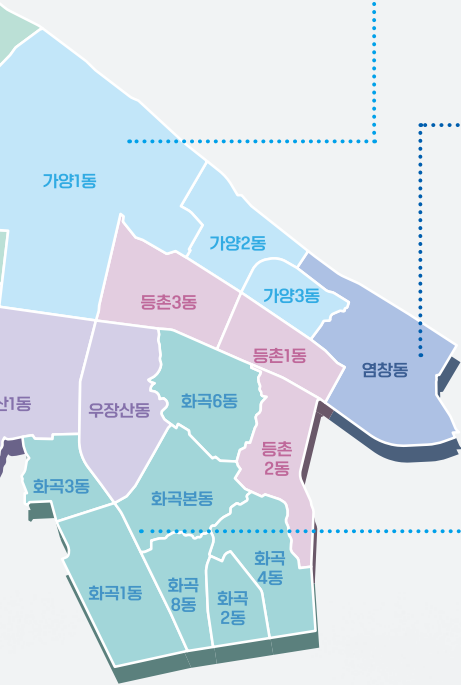 가양1동
가양2동
가양3동
등촌3동
등촌1동
염창동
산1동
우장산동
화곡6동
등촌
2동
화곡3동
화곡본동
화곡
4동
화곡1동
화곡
8동
화곡
2동